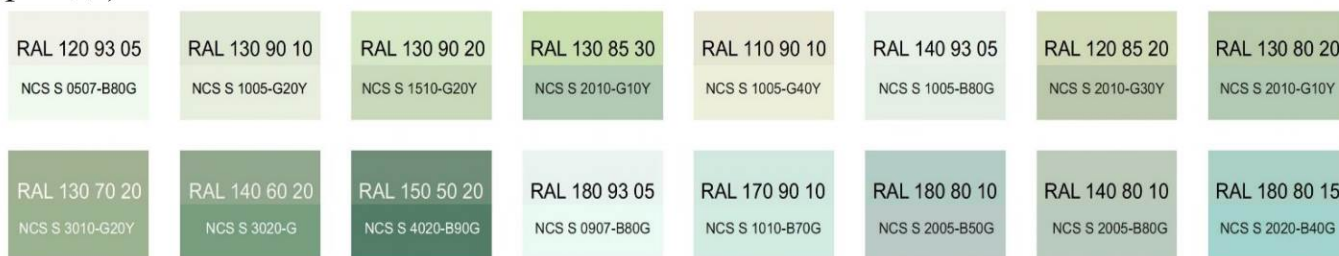 RAL 120 93 05
NCS S 0507-B80G
RAL 130 90 10
NCS S 1005-G20Y
RAL 130 90 20
NCS S 1510-G20Y
RAL 130 85 30
NCS S 2010-G10Y
RAL 110 90 10
NCS S 1005-G40Y
RAL 140 93 05
NCS S 1005-B80G
RAL 120 85 20
NCS S 2010-G30Y
RAL 130 80 20
NCS S 2010-G10Y
RAL 130 70 20
NCS S 3010-G20Y
RAL 140 60 20
NCS S 3020-G
RAL 150 50 20
NCS S 4020-B90G
RAL 180 93 05
NCS S 0907-B80G
RAL 170 90 10
NCS S 1010-B70G
RAL 180 80 10
NCS S 2005-B50G
RAL 140 80 10
NCS S 2005-B80G
RAL 180 80 15
NCS S 2020-B40G